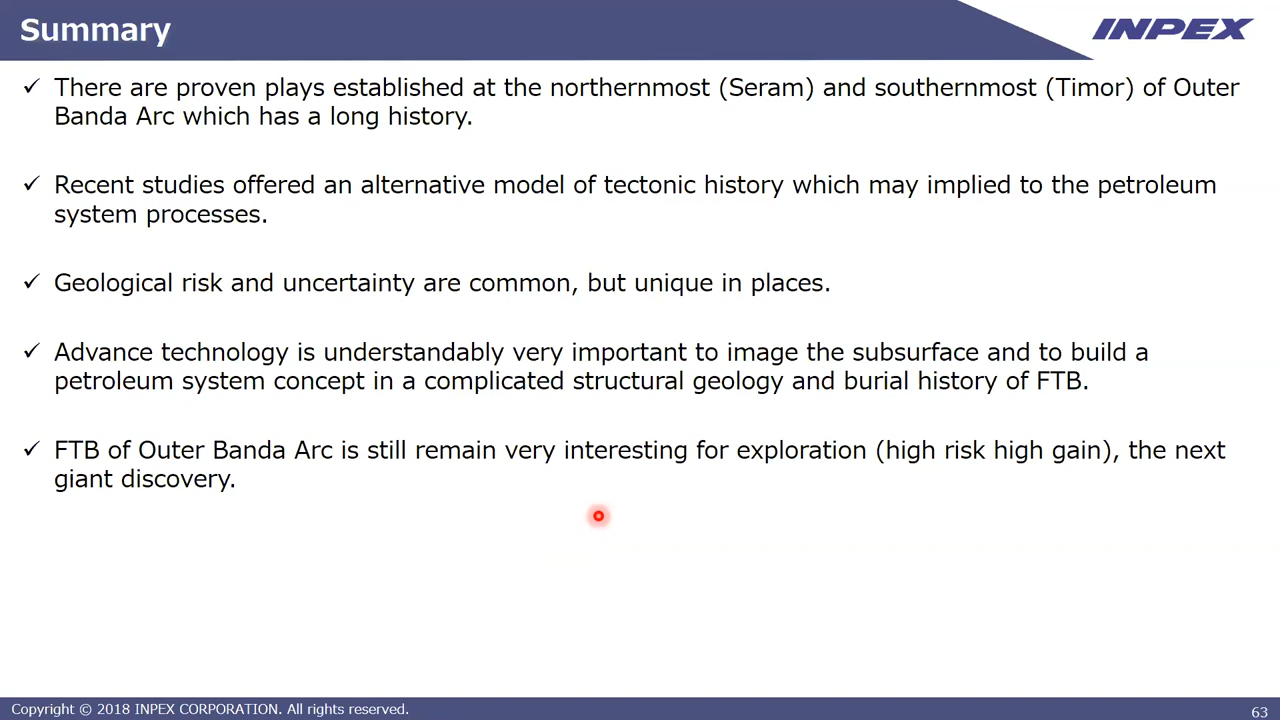 Summary
INPEX
✓ There are proven plays established at the northernmost (Seram) and southernmost (Timor) of Outer
Banda Arc which has a long history.
✓ Recent studies offered an alternative model of tectonic history which may implied to the petroleum
system processes.
✓ Geological risk and uncertainty are common, but unique in places.
✓ Advance technology is understandably very important to image the subsurface and to build a
petroleum system concept in a complicated structural geology and burial history of FTB.
✓ FTB of Outer Banda Arc is still remain very interesting for exploration (high risk high gain), the next
giant discovery.
Copyright © 2018 INPEX CORPORATION. All rights reserved.
63